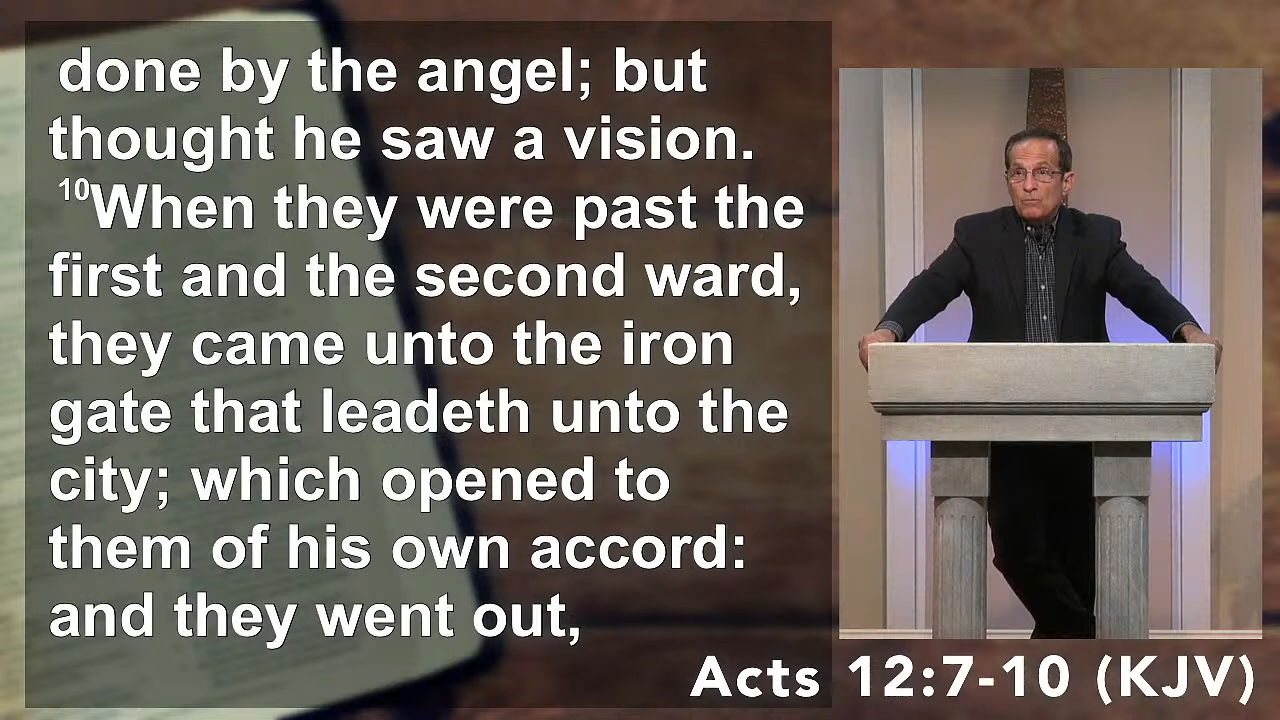 done by the angel; but
thought he saw a vision.
10When they were past the
first and the second ward,
they came unto the iron
gate that leadeth unto the
city; which opened to
them of his own accord:
and they went out,
Acts 12:7-10 (KJV)